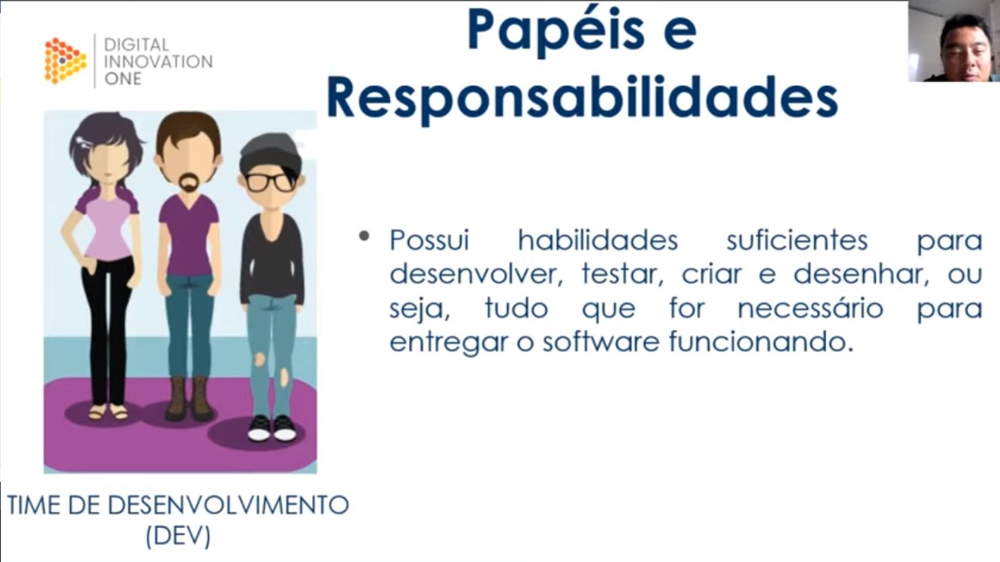 DIGITAL
INNOVATION
ONE
Papéis e
Responsabilidades
Possui habilidades suficientes para
desenvolver, testar, criar e desenhar, ou
seja, tudo que for necessário para
entregar o software funcionando.
TIME DE DESENVOLVIMENTO
(DEV)